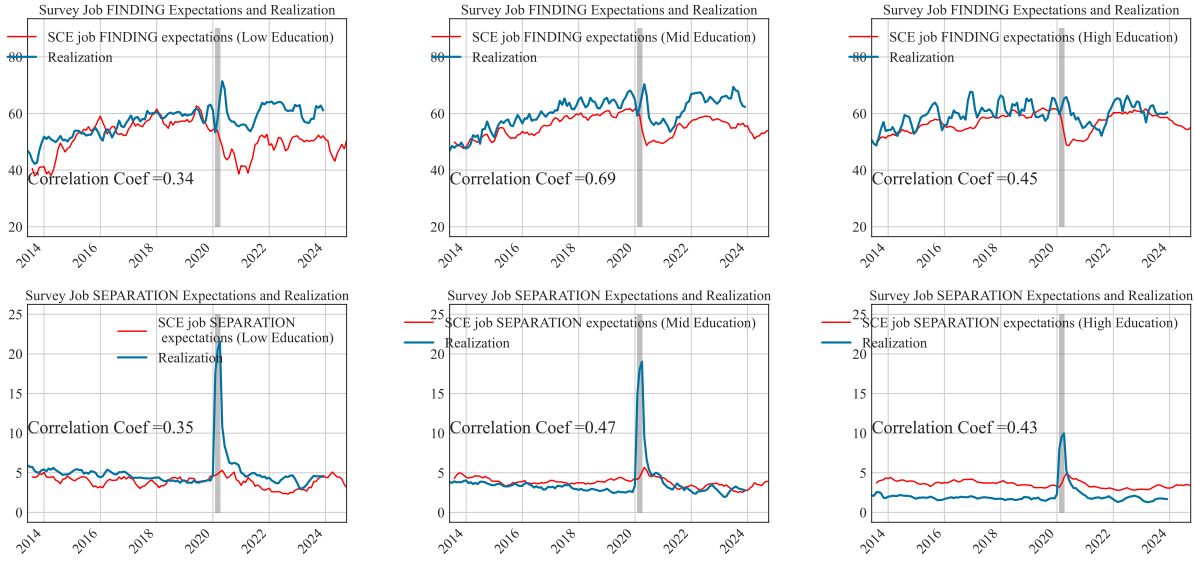 Survey Job FINDING Expectations and Realization
SCE job FINDING expectations (Low Education)
Realization
80
60
40
20
Correlation Coef =0.34
2014
2016
2018
2020
2022
2024
Survey Job FINDING Expectations and Realization
SCE job FINDING expectations (Mid Education)
Realization
80
60
40
20
Correlation Coef =0.69
2014
2016
2018
2020
2022
2024
Survey Job FINDING Expectations and Realization
SCE job FINDING expectations (High Education)
Realization
80
60
40
20
Correlation Coef =0.45
2014
2016
2018
2020
2022
2024
Survey Job SEPARATION Expectations and Realization
SCE job SEPARATION
expectations (Low Education)
Realization
25
20
15
10
5
0
Correlation Coef =0.35
2014
2016
2018
2020
2022
2024
Survey Job SEPARATION Expectations and Realization
SCE job SEPARATION expectations (Mid Education)
Realization
25
20
15
10
5
0
Correlation Coef =0.47
2014
2016
2018
2020
2022
2024
Survey Job SEPARATION Expectations and Realization
SCE job SEPARATION expectations (High Education)
Realization
25
20
15
10
5
0
Correlation Coef =0.43
2014
2016
2018
2020
2022
2024